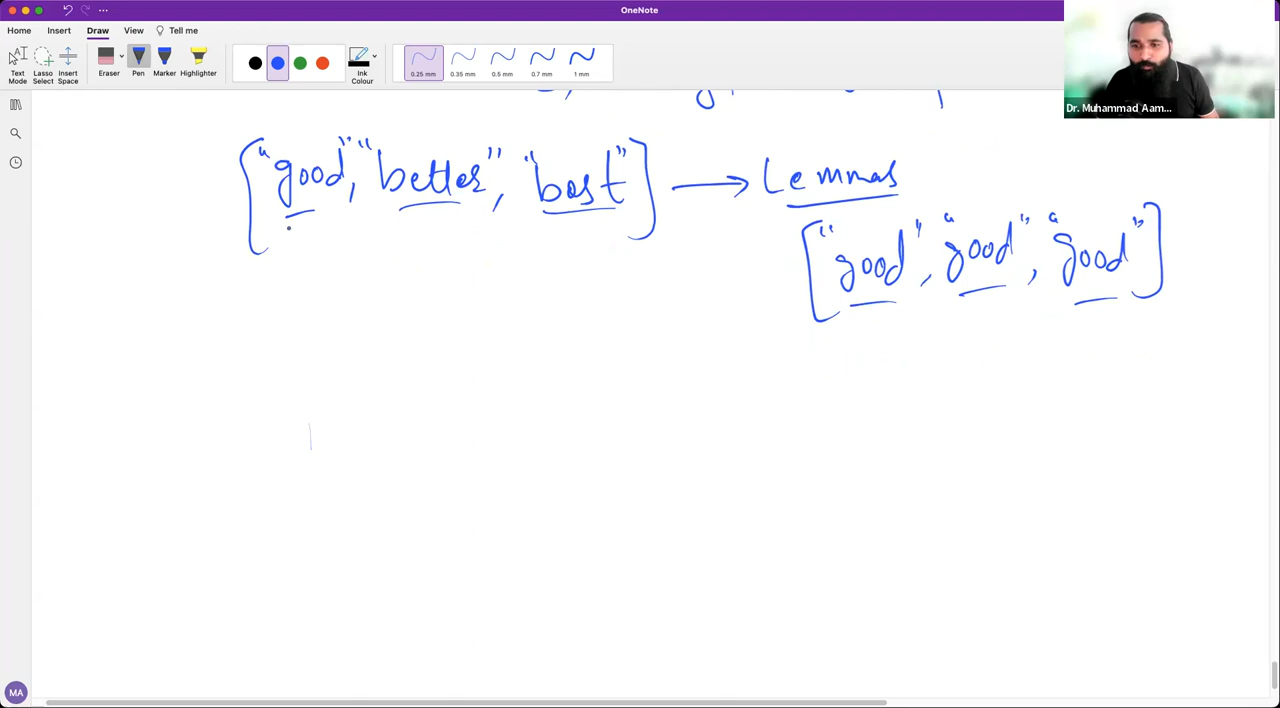 OneNote
Home Insert Draw View Tell me
Text Mode Lasso Select Insert Space Eraser Pen Marker Highlighter Ink Colour 0.25 mm 0.35 mm 0.5 mm 0.7 mm 1 mm
Dr. Muhammad Aam...
["good", "better", "best"] → Lemmas
["good", "good", "good"]
MA